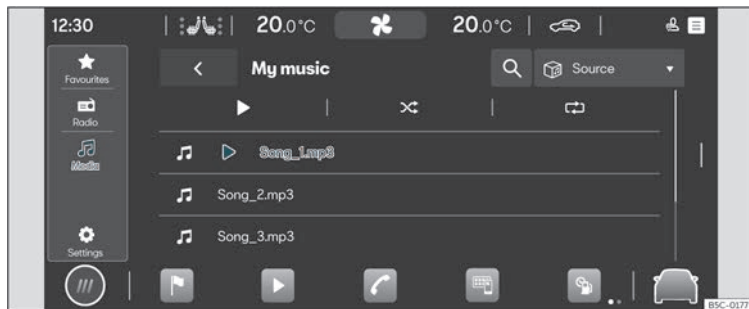 12:30 20.0°C 20.0°C
Favourites
My music
Source
Radio
Media
Song_1.mp3
Song_2.mp3
Song_3.mp3
Settings
BSC-0177